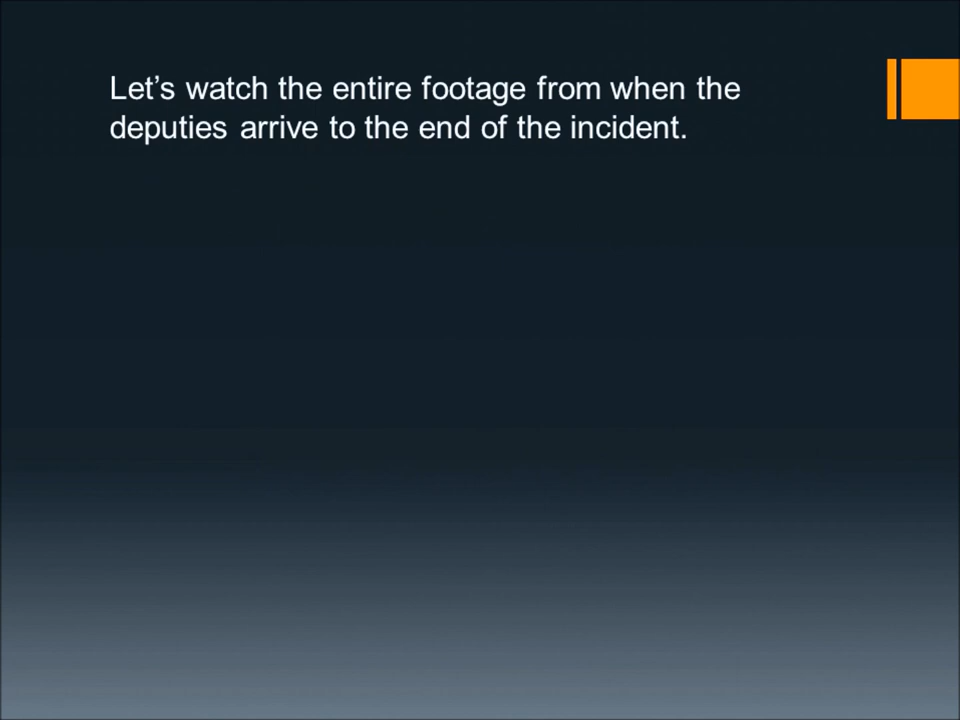 Let’s watch the entire footage from when the
deputies arrive to the end of the incident.